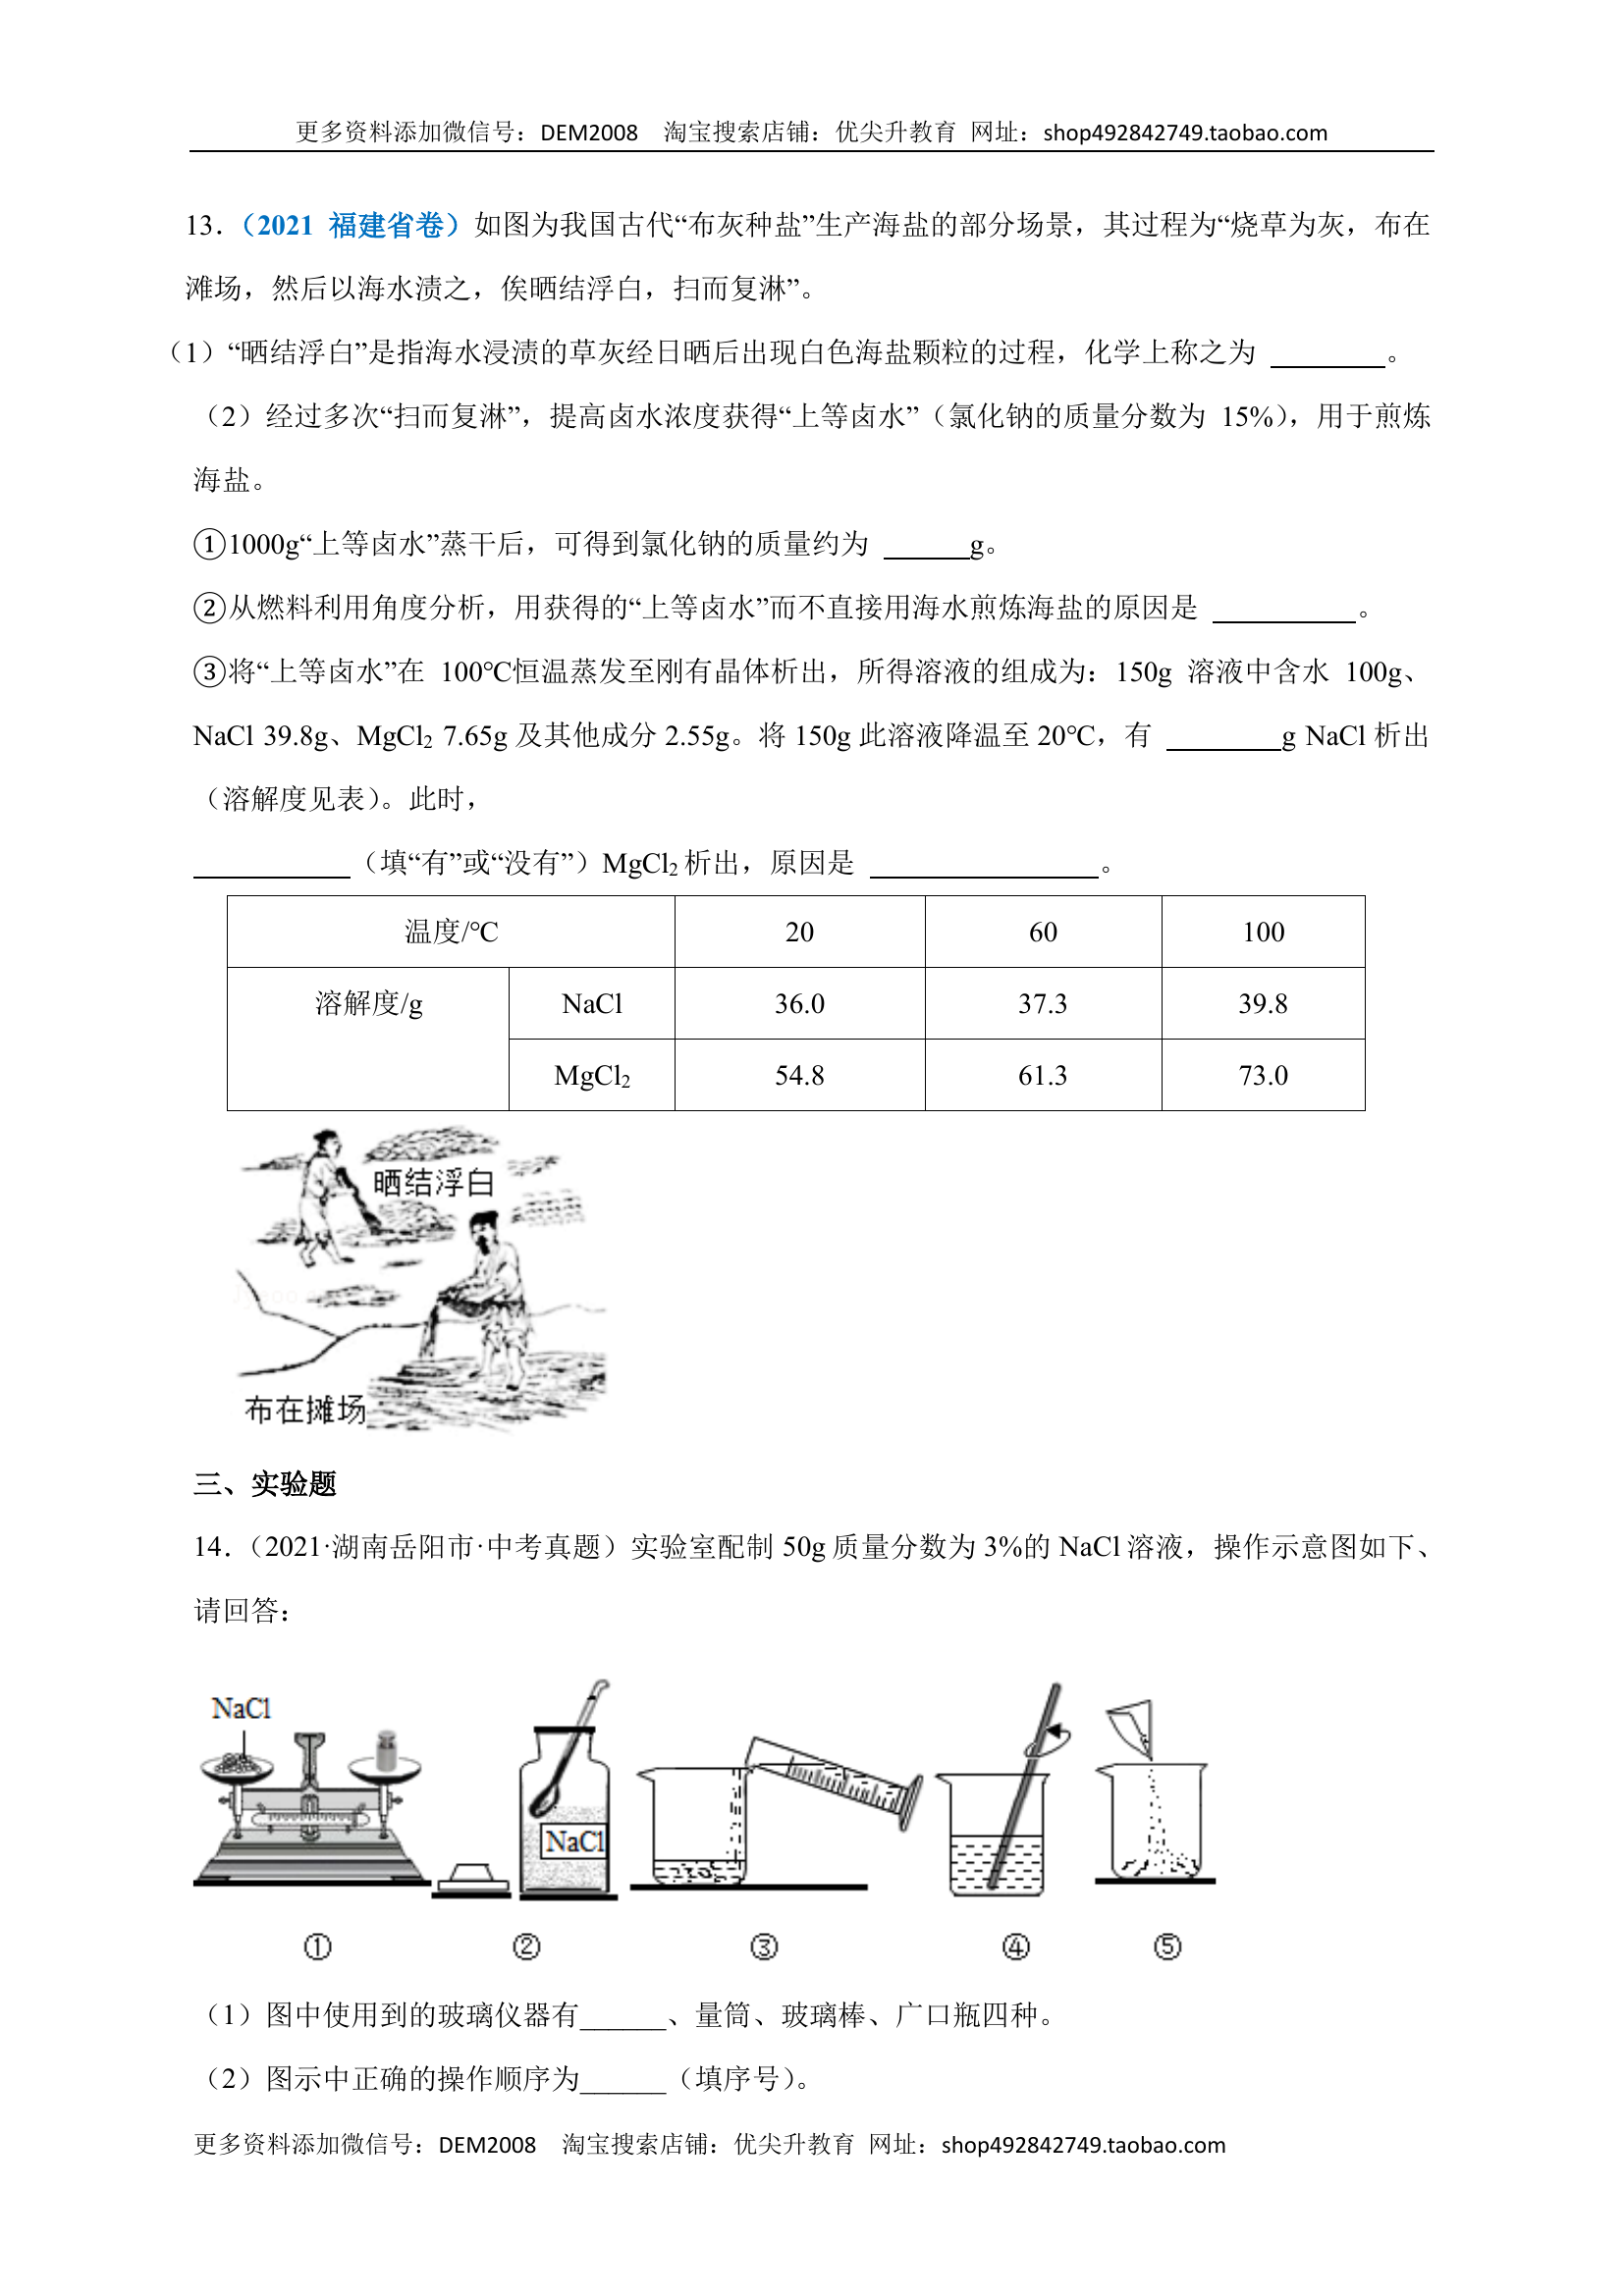 更多资料添加微信号：DEM2008 淘宝搜索店铺：优尖升教育 网址：shop492842749.taobao.com
13.（2021 福建省卷）如图为我国古代“布灰种盐”生产海盐的部分场景，其过程为“烧草为灰，布在
滩场，然后以海水渍之，俟晒结浮白，扫而复淋”。
（1）“晒结浮白”是指海水浸渍的草灰经日晒后出现白色海盐颗粒的过程，化学上称之为 ________。
（2）经过多次“扫而复淋”，提高卤水浓度获得“上等卤水”（氯化钠的质量分数为 15%），用于煎炼
海盐。
①1000g“上等卤水”蒸干后，可得到氯化钠的质量约为 ______g。
②从燃料利用角度分析，用获得的“上等卤水”而不直接用海水煎炼海盐的原因是 __________。
③将“上等卤水”在 100℃恒温蒸发至刚有晶体析出，所得溶液的组成为：150g 溶液中含水 100g、
NaCl 39.8g、MgCl₂ 7.65g 及其他成分 2.55g。将 150g 此溶液降温至 20℃，有 ________g NaCl 析出
（溶解度见表）。此时，
___________（填“有”或“没有”）MgCl₂ 析出，原因是 ________________。
温度/℃ 20 60 100
溶解度/g NaCl 36.0 37.3 39.8
MgCl₂ 54.8 61.3 73.0
晒结浮白
布在摊场
三、实验题
14.（2021·湖南岳阳市·中考真题）实验室配制 50g 质量分数为 3%的 NaCl 溶液，操作示意图如下、
请回答：
NaCl
NaCl
① ② ③ ④ ⑤
（1）图中使用到的玻璃仪器有______、量筒、玻璃棒、广口瓶四种。
（2）图示中正确的操作顺序为______（填序号）。
更多资料添加微信号：DEM2008 淘宝搜索店铺：优尖升教育 网址：shop492842749.taobao.com